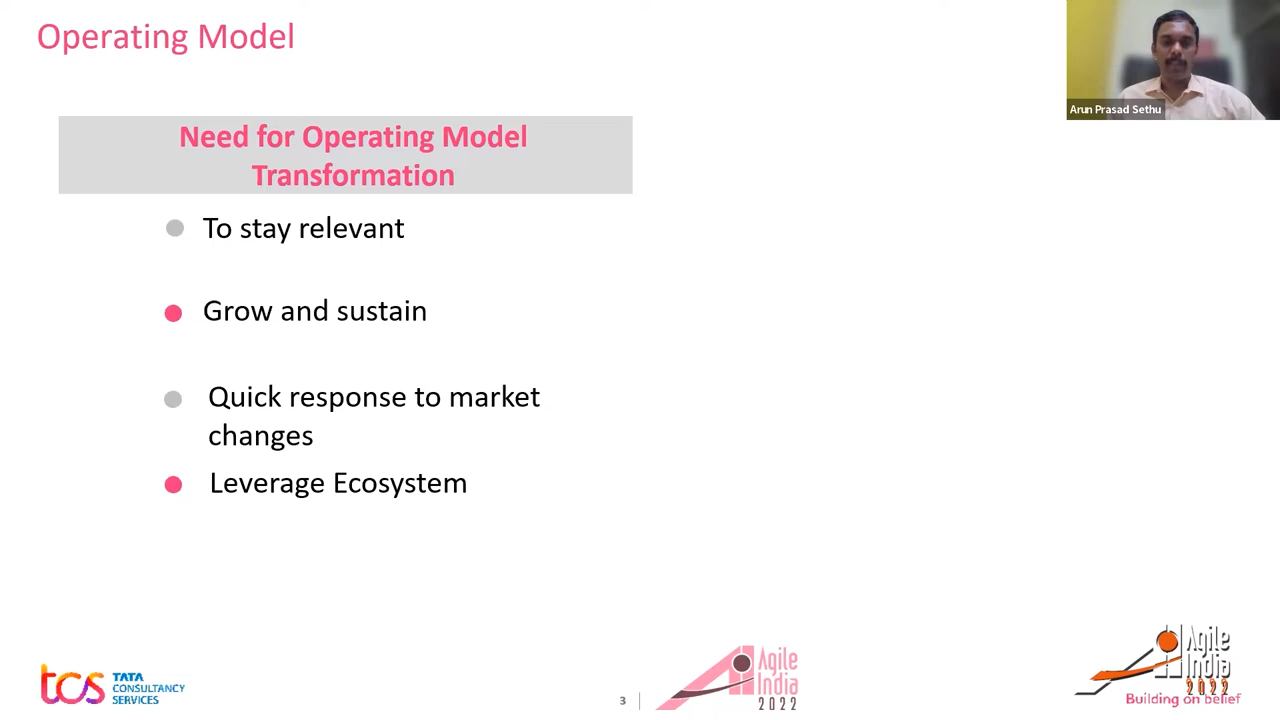 Operating Model
Arun Prasad Sethu
Need for Operating Model
Transformation
To stay relevant
Grow and sustain
Quick response to market
changes
Leverage Ecosystem
tcs TATA
CONSULTANCY
SERVICES
3
Agile
India
2022
Agile
India
2022
Building on belief